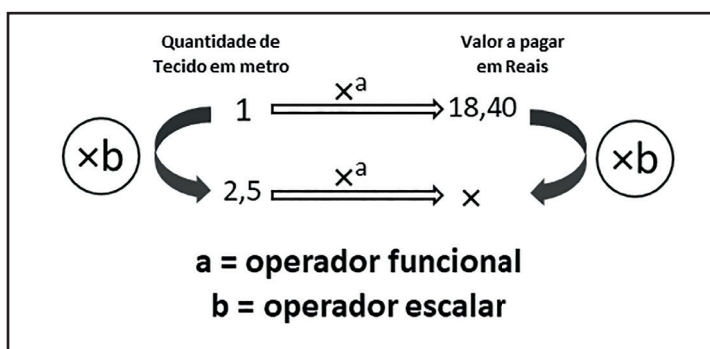 Quantidade de
Tecido em metro
Valor a pagar
em Reais
1 ×a 18,40
×b
×b
2,5 ×a ×
a = operador funcional
b = operador escalar